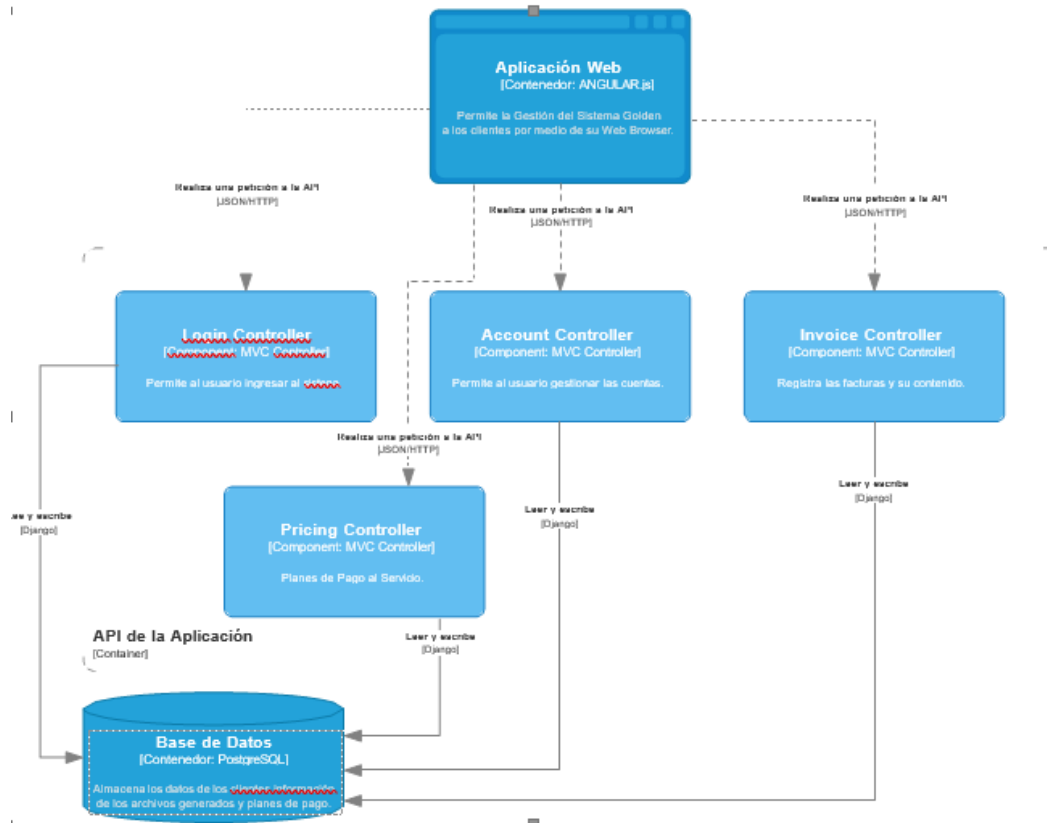 Aplicación Web
[Contenedor: ANGULAR.js]
Permite la Gestión del Sistema Golden
a los clientes por medio de su Web Browser.
Realiza una petición a la API
[JSON/HTTP]
Realiza una petición a la API
[JSON/HTTP]
Realiza una petición a la API
[JSON/HTTP]
Login Controller
[Component: MVC Controller]
Permite al usuario ingresar al sistema.
Account Controller
[Component: MVC Controller]
Permite al usuario gestionar las cuentas.
Invoice Controller
[Component: MVC Controller]
Registra las facturas y su contenido.
Realiza una petición a la API
[JSON/HTTP]
Pricing Controller
[Component: MVC Controller]
Planes de Pago al Servicio.
y escribe
[Django]
Leer y escribe
[Django]
Leer y escribe
[Django]
API de la Aplicación
[Container]
Leer y escribe
[Django]
Base de Datos
[Contenedor: PostgreSQL]
Almacena los datos de los clientes información
de los archivos generados y planes de pago.